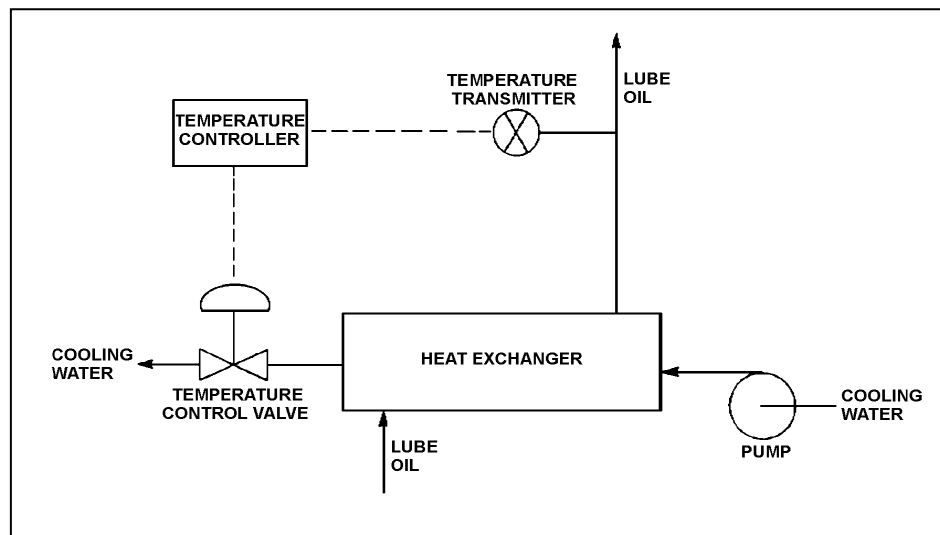 TEMPERATURE
TRANSMITTER
LUBE
OIL
TEMPERATURE
CONTROLLER
COOLING
WATER
TEMPERATURE
CONTROL VALVE
HEAT EXCHANGER
LUBE
OIL
COOLING
WATER
PUMP